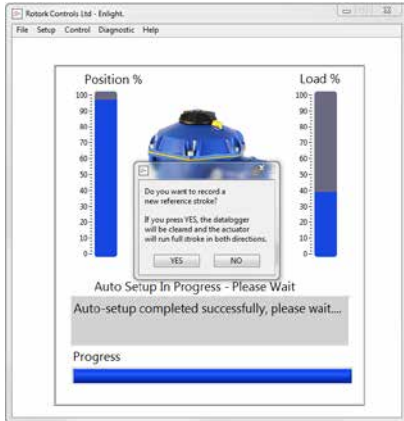 Rotork Controls Ltd - Enlight.
File Setup Control Diagnostic Help
Position % Load %
100 100
90 90
80 80
70 70
60 60
50 50
40 40
30 30
20 20
10 10
0 0
Do you want to record a
new reference stroke?
If you press YES, the datalogger
will be cleared and the actuator
will run full stroke in both directions.
YES NO
Auto Setup In Progress - Please Wait
Auto-setup completed successfully, please wait....
Progress